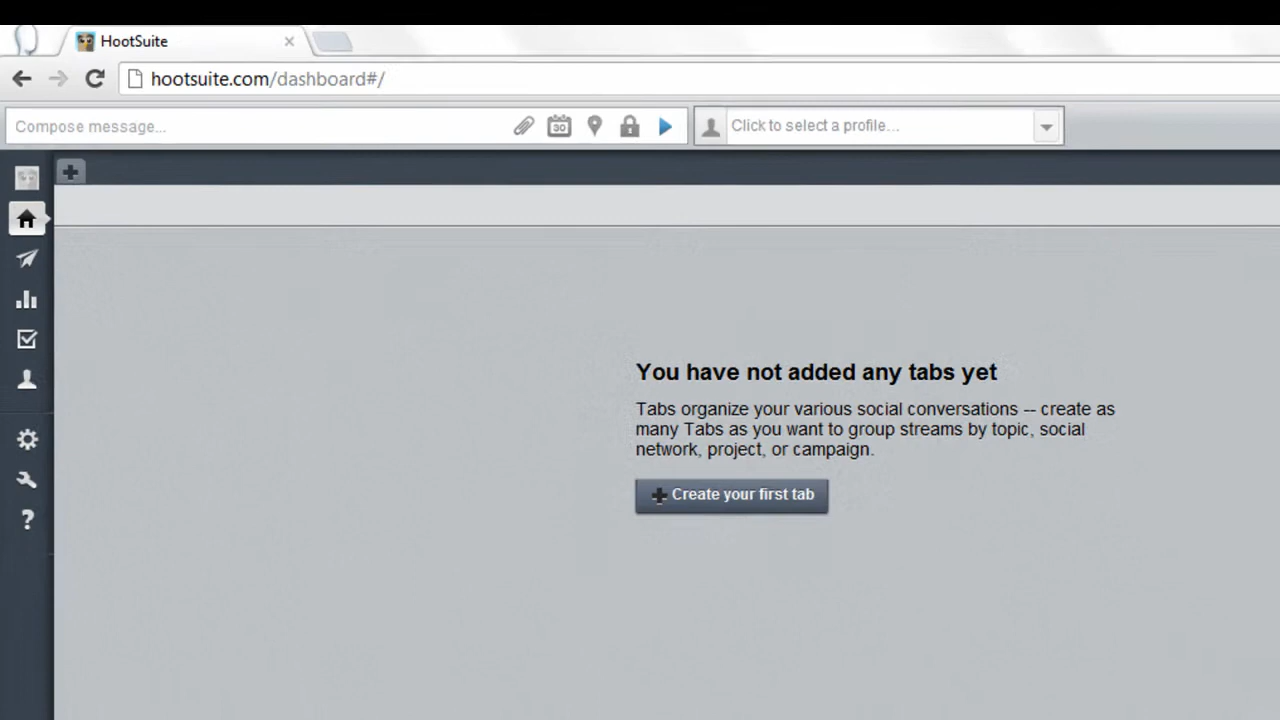 HootSuite
hootsuite.com/dashboard#/
Compose message... 30 Click to select a profile...
You have not added any tabs yet
Tabs organize your various social conversations -- create as
many Tabs as you want to group streams by topic, social
network, project, or campaign.
Create your first tab
?